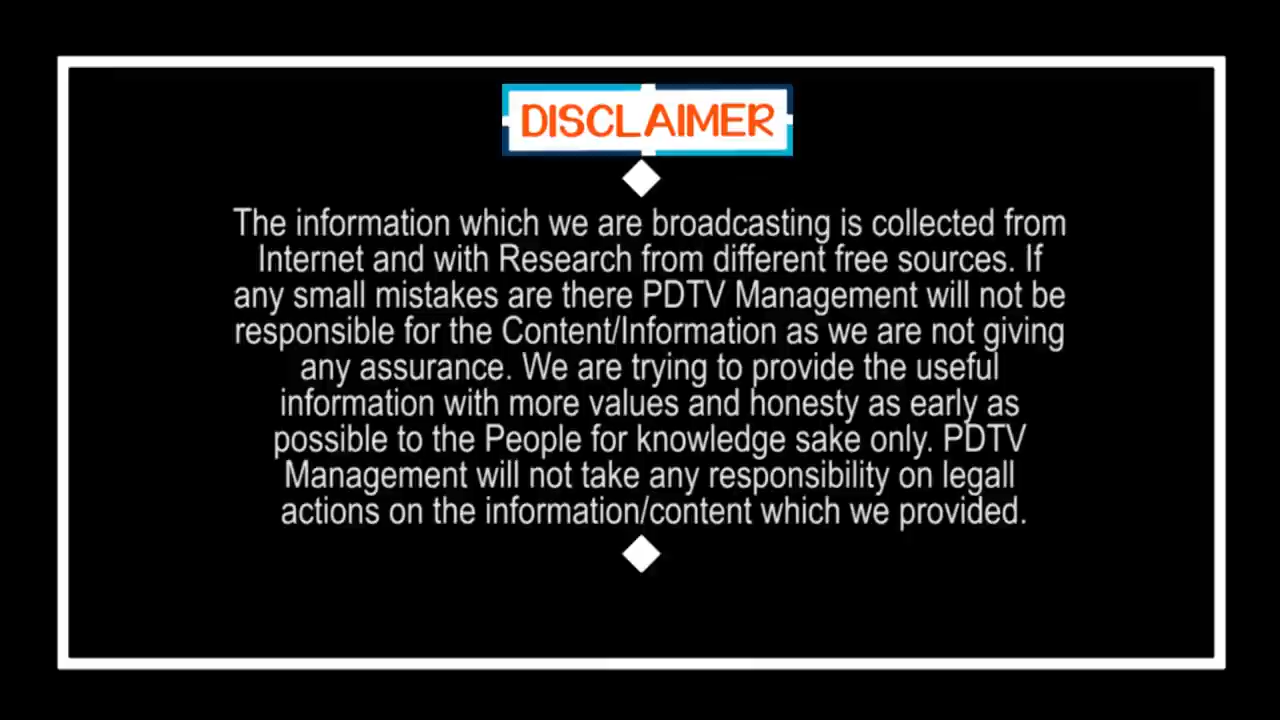 DISCLAIMER
The information which we are broadcasting is collected from
Internet and with Research from different free sources. If
any small mistakes are there PDTV Management will not be
responsible for the Content/Information as we are not giving
any assurance. We are trying to provide the useful
information with more values and honesty as early as
possible to the People for knowledge sake only. PDTV
Management will not take any responsibility on legall
actions on the information/content which we provided.